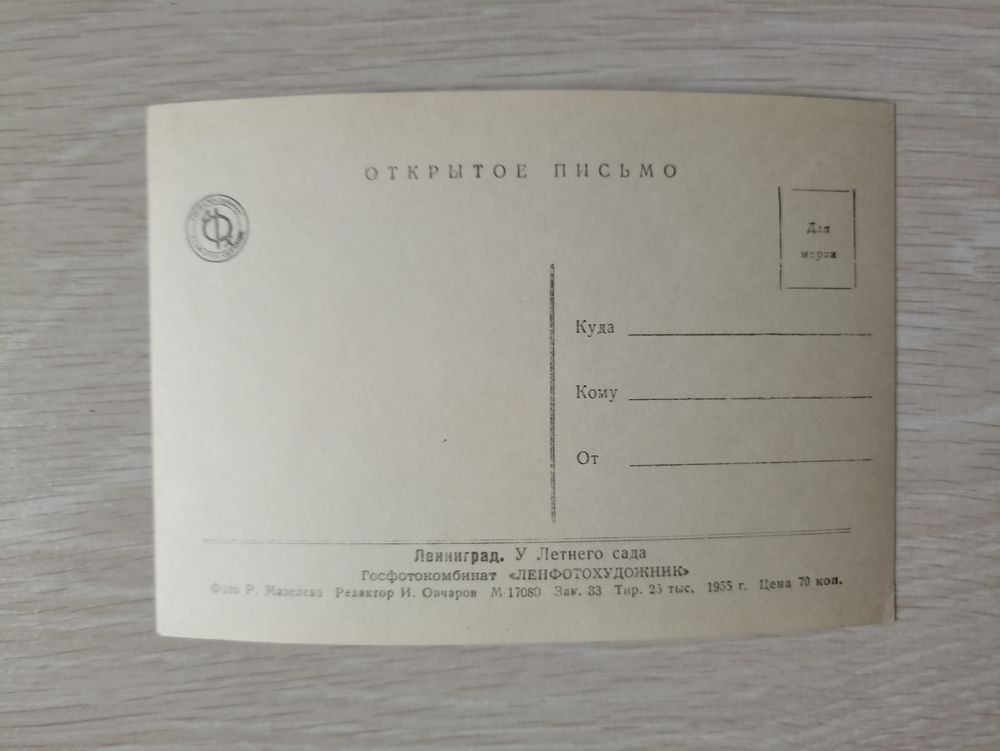 ОТКРЫТОЕ ПИСЬМО
Для
марки
Куда
Кому
От
Ленинград. У Летнего сада
Госфотокомбинат «ЛЕНФОТОХУДОЖНИК»
Фото Р. Мазелева Редактор И. Овчаров М 17080 Зак. 33 Тир. 25 тыс. 1955 г. Цена 70 коп.